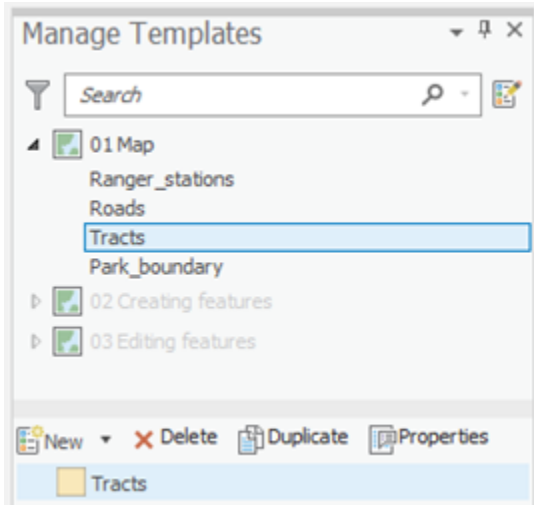 Manage Templates
Search
01 Map
Ranger_stations
Roads
Tracts
Park_boundary
02 Creating features
03 Editing features
New Delete Duplicate Properties
Tracts